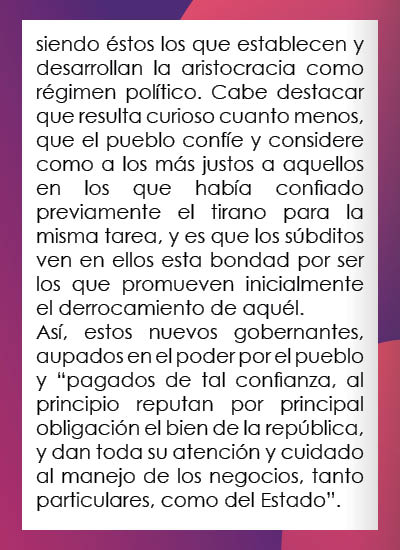 siendo éstos los que establecen y
desarrollan la aristocracia como
régimen político. Cabe destacar
que resulta curioso cuanto menos,
que el pueblo confíe y considere
como a los más justos a aquellos
en los que había confiado
previamente el tirano para la
misma tarea, y es que los súbditos
ven en ellos esta bondad por ser
los que promueven inicialmente
el derrocamiento de aquél.
Así, estos nuevos gobernantes,
aupados en el poder por el pueblo
y “pagados de tal confianza, al
principio reputan por principal
obligación el bien de la república,
y dan toda su atención y cuidado
al manejo de los negocios, tanto
particulares, como del Estado”.